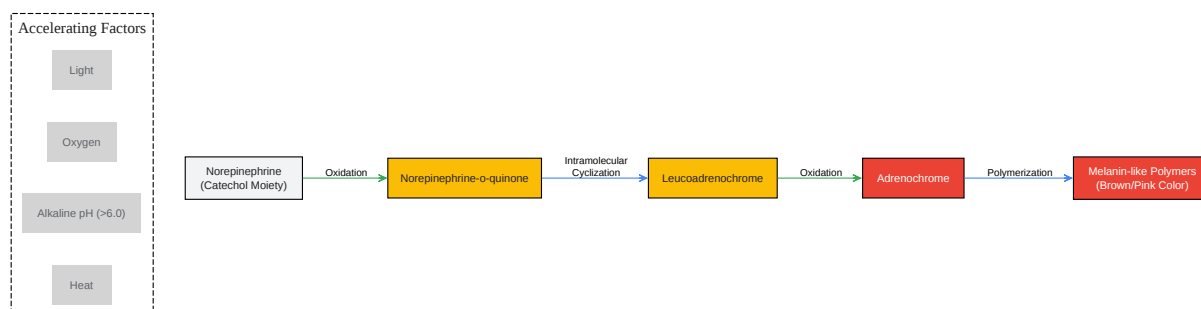 Accelerating Factors
Light
Oxygen
Alkaline pH (>6.0)
Heat
Norepinephrine
(Catechol Moiety)
Oxidation
Norepinephrine-o-quinone
Intramolecular
Cyclization
Leucoadrenochrome
Oxidation
Adrenochrome
Polymerization
Melanin-like Polymers
(Brown/Pink Color)